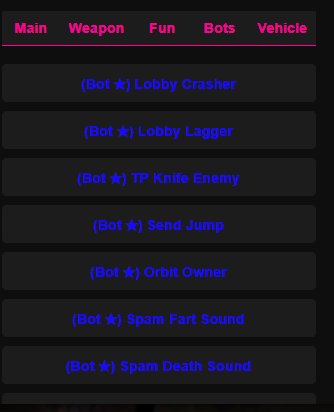 Main Weapon Fun Bots Vehicle
(Bot ★) Lobby Crasher
(Bot ★) Lobby Lagger
(Bot ★) TP Knife Enemy
(Bot ★) Send Jump
(Bot ★) Orbit Owner
(Bot ★) Spam Fart Sound
(Bot ★) Spam Death Sound